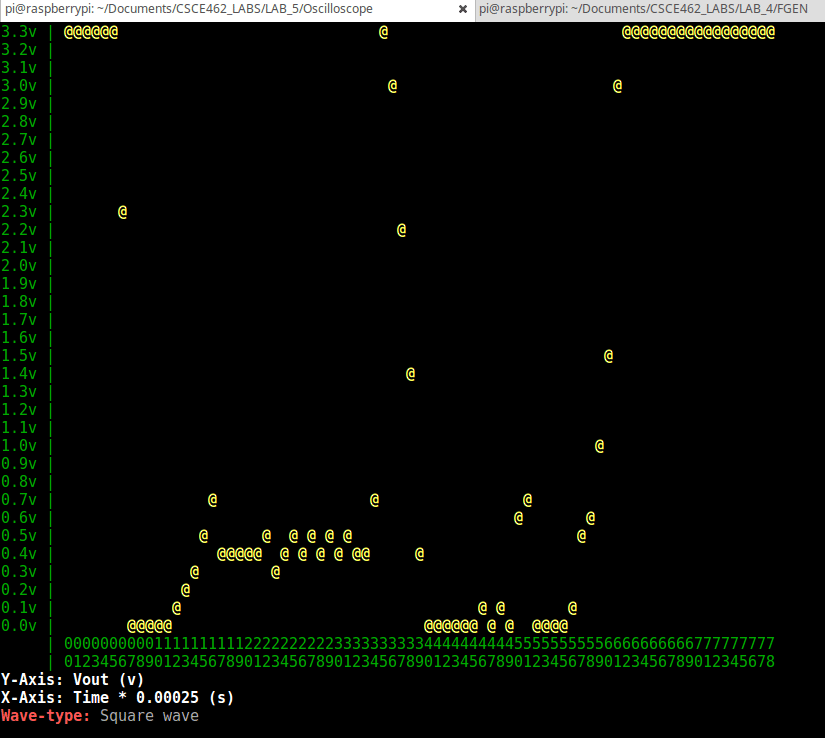 pi@raspberrypi: ~/Documents/CSCE462_LABS/LAB_5/Oscilloscope
pi@raspberrypi: ~/Documents/CSCE462_LABS/LAB_4/FGEN
3.3v | @@@@@@ @ @@@@@@@@@@@@@@@@@
3.2v |
3.1v |
3.0v | @ @
2.9v |
2.8v |
2.7v |
2.6v |
2.5v |
2.4v |
2.3v | @
2.2v | @
2.1v |
2.0v |
1.9v |
1.8v |
1.7v |
1.6v |
1.5v | @
1.4v | @
1.3v |
1.2v |
1.1v |
1.0v | @
0.9v |
0.8v |
0.7v | @ @ @
0.6v | @ @
0.5v | @ @ @ @ @ @ @
0.4v | @@@@@ @ @ @ @ @@ @
0.3v | @ @
0.2v | @
0.1v | @ @ @ @
0.0v | @@@@@ @@@@@@ @ @ @@@@
| 0000000000111111111122222222223333333333444444444455555555556666666666777777777
| 0123456789012345678901234567890123456789012345678901234567890123456789012345678
Y-Axis: Vout (v)
X-Axis: Time * 0.00025 (s)
Wave-type: Square wave